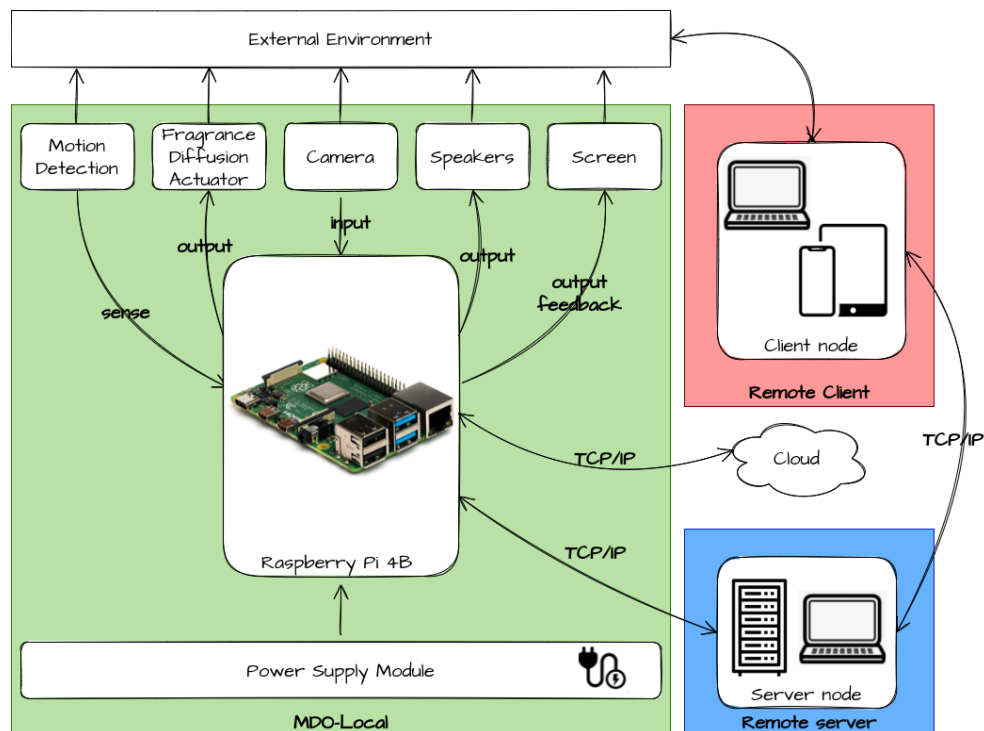 External Environment
Motion
Detection
Fragrance
Diffusion
Actuator
Camera
Speakers
Screen
input
output
output
output
feedback
sense
Client node
Remote Client
TCP/IP
Cloud
TCP/IP
TCP/IP
Raspberry Pi 4B
Power Supply Module
Server node
MDO-Local
Remote server